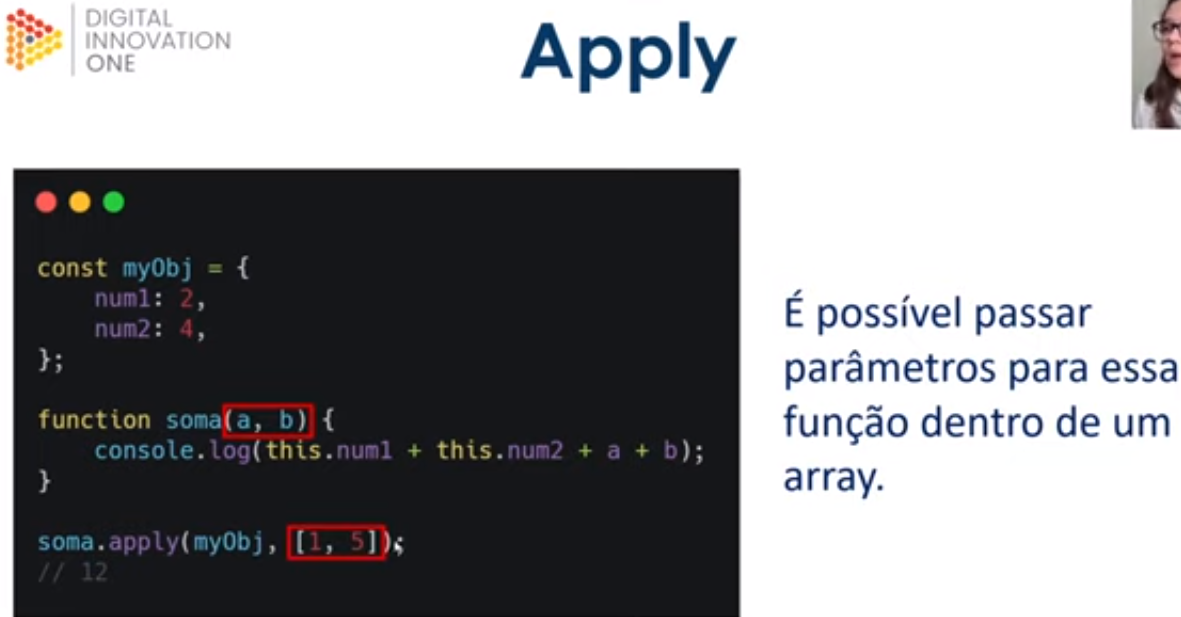 DIGITAL
INNOVATION
ONE
Apply
const myObj = {
    num1: 2,
    num2: 4,
};
function soma(a, b) {
    console.log(this.num1 + this.num2 + a + b);
}
soma.apply(myObj, [1, 5]);
// 12
É possível passar
parâmetros para essa
função dentro de um
array.